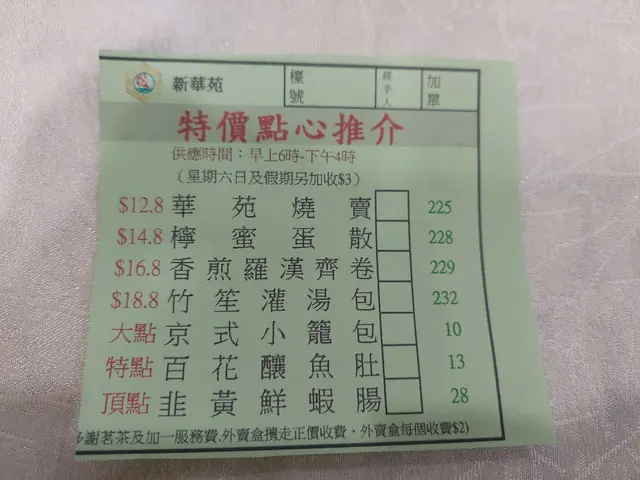 新華苑 檯號 經手人 加單
特價點心推介
供應時間：早上6時-下午4時
（星期六日及假期另加收$3）
$12.8 華苑燒賣 225
$14.8 檸蜜蛋散 228
$16.8 香煎羅漢齊卷 229
$18.8 竹笙灌湯包 232
大點 京式小籠包 10
特點 百花釀魚肚 13
頂點 韭黃鮮蝦腸 28
謝茗茶及加一服務費.外賣盒攜走正價收費、外賣盒每個收費$2)